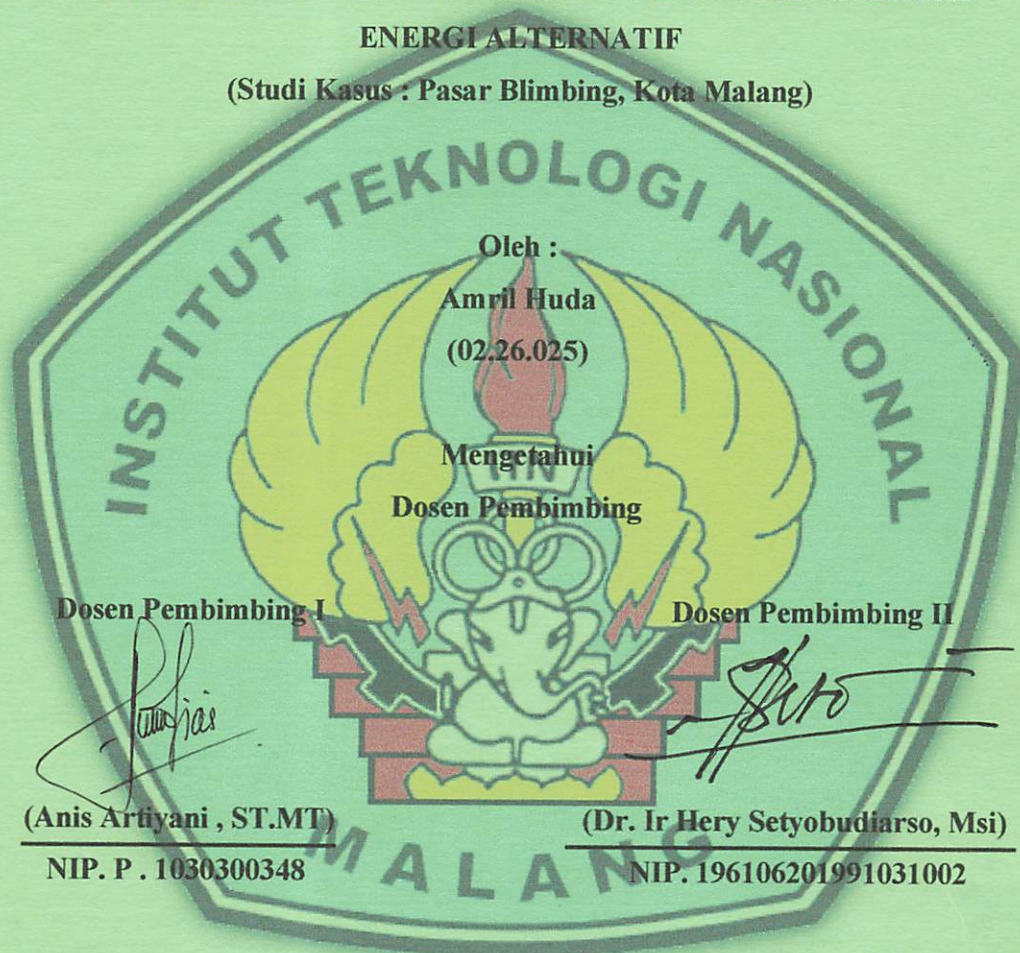 ENERGI ALTERNATIF
(Studi Kasus : Pasar Blimbing, Kota Malang)
INSTITUT TEKNOLOGI NASIONAL
Oleh :
Amril Huda
(02.26.025)
Mengetahui
ITN
Dosen Pembimbing
Dosen Pembimbing I
Dosen Pembimbing II
(Anis Artiyani , ST.MT)
(Dr. Ir Hery Setyobudiarso, Msi)
NIP. P . 1030300348
NIP. 196106201991031002
MALANG